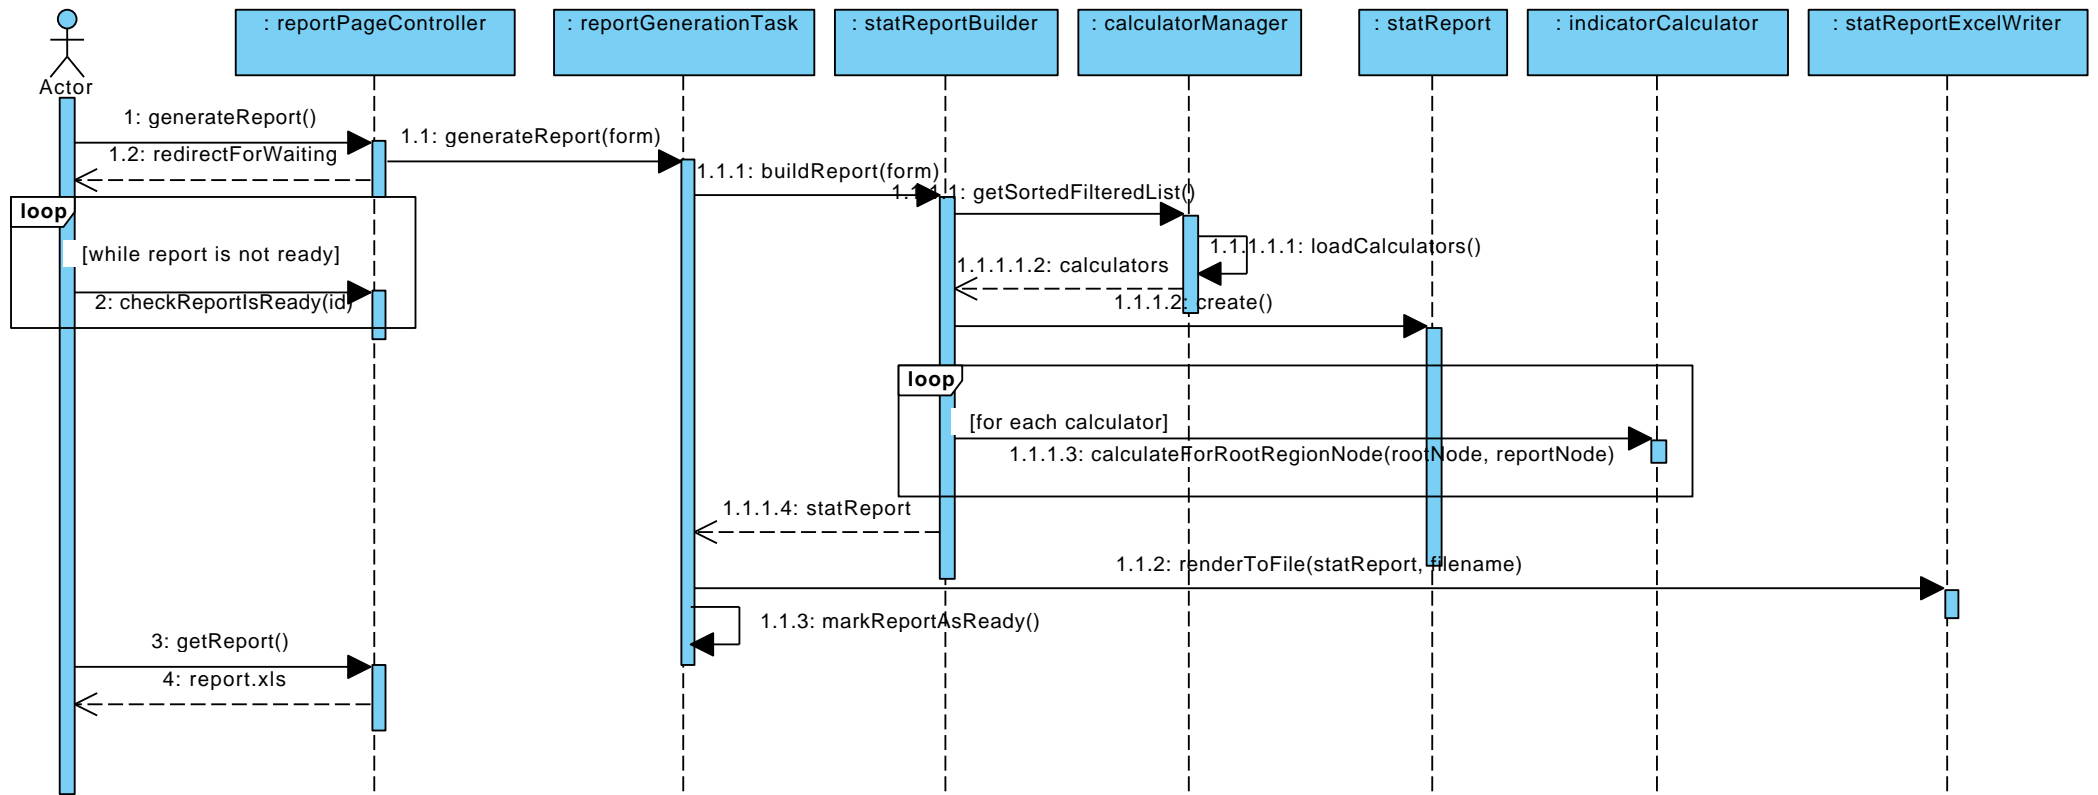 : reportPageController
: reportGenerationTask
: statReportBuilder
: calculatorManager
: statReport
: indicatorCalculator
: statReportExcelWriter
Actor
1: generateReport()
1.1: generateReport(form)
1.2: redirectForWaiting
1.1.1: buildReport(form)
1.1.1.1: getSortedFilteredList()
loop
[while report is not ready]
1.1.1.1.1: loadCalculators()
1.1.1.1.2: calculators
2: checkReportIsReady(id)
1.1.1.2: create()
loop
[for each calculator]
1.1.1.3: calculateForRootRegionNode(rootNode, reportNode)
1.1.1.4: statReport
1.1.2: renderToFile(statReport, filename)
1.1.3: markReportAsReady()
3: getReport()
4: report.xls